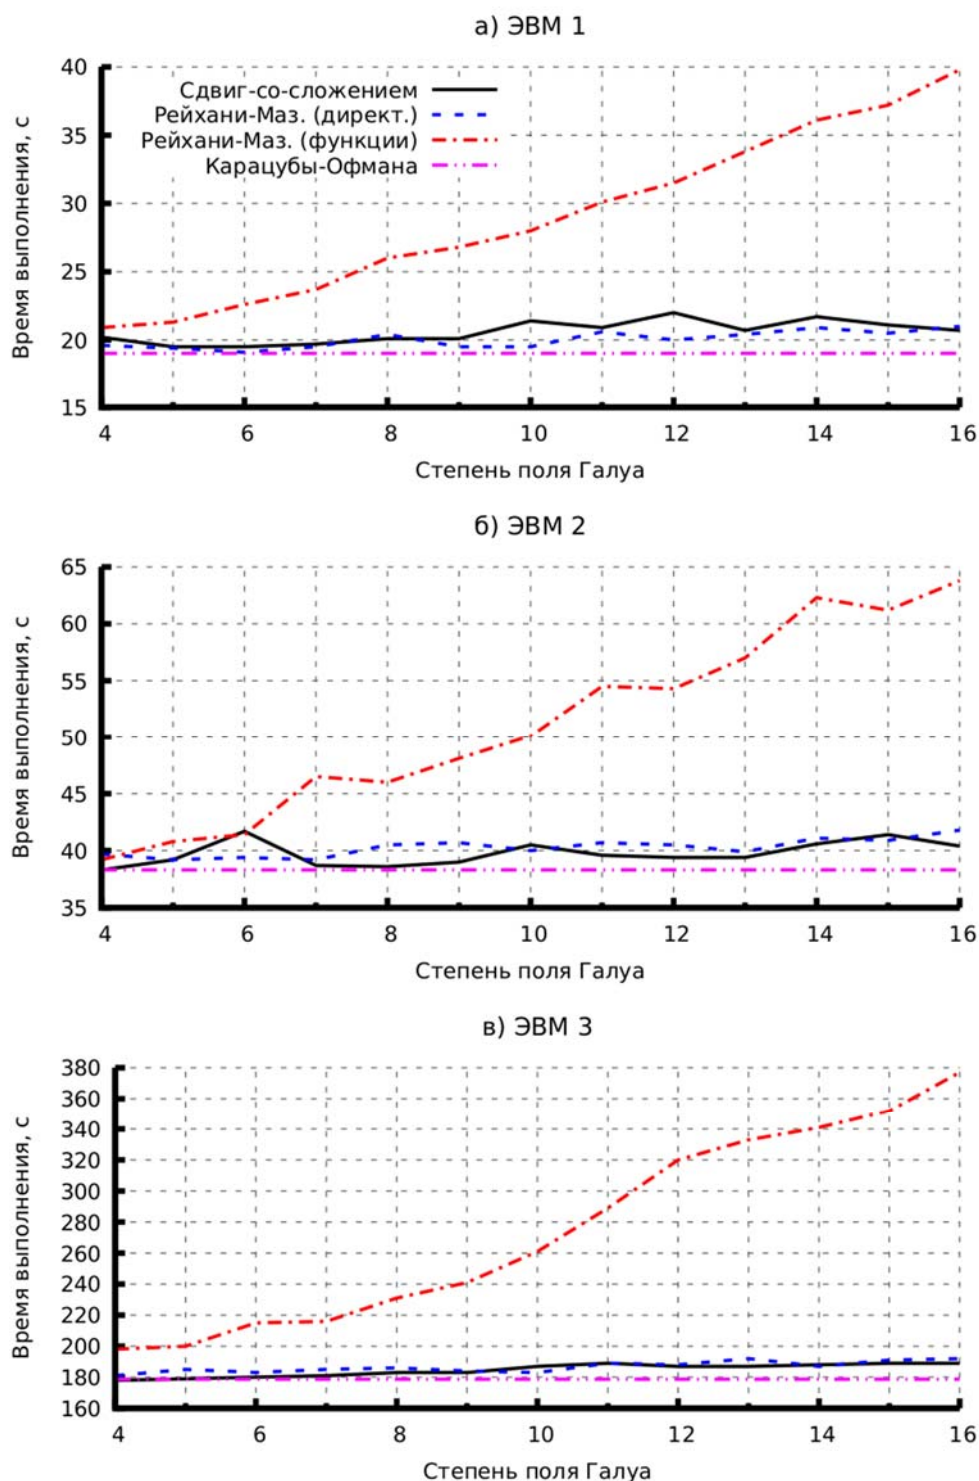 а) ЭВМ 1
Время выполнения, с
40
35
30
25
20
15
Сдвиг-со-сложением
Рейхани-Маз. (директ.)
Рейхани-Маз. (функции)
Карацубы-Офмана
4 6 8 10 12 14 16
Степень поля Галуа
б) ЭВМ 2
Время выполнения, с
65
60
55
50
45
40
35
4 6 8 10 12 14 16
Степень поля Галуа
в) ЭВМ 3
Время выполнения, с
380
360
340
320
300
280
260
240
220
200
180
160
4 6 8 10 12 14 16
Степень поля Галуа